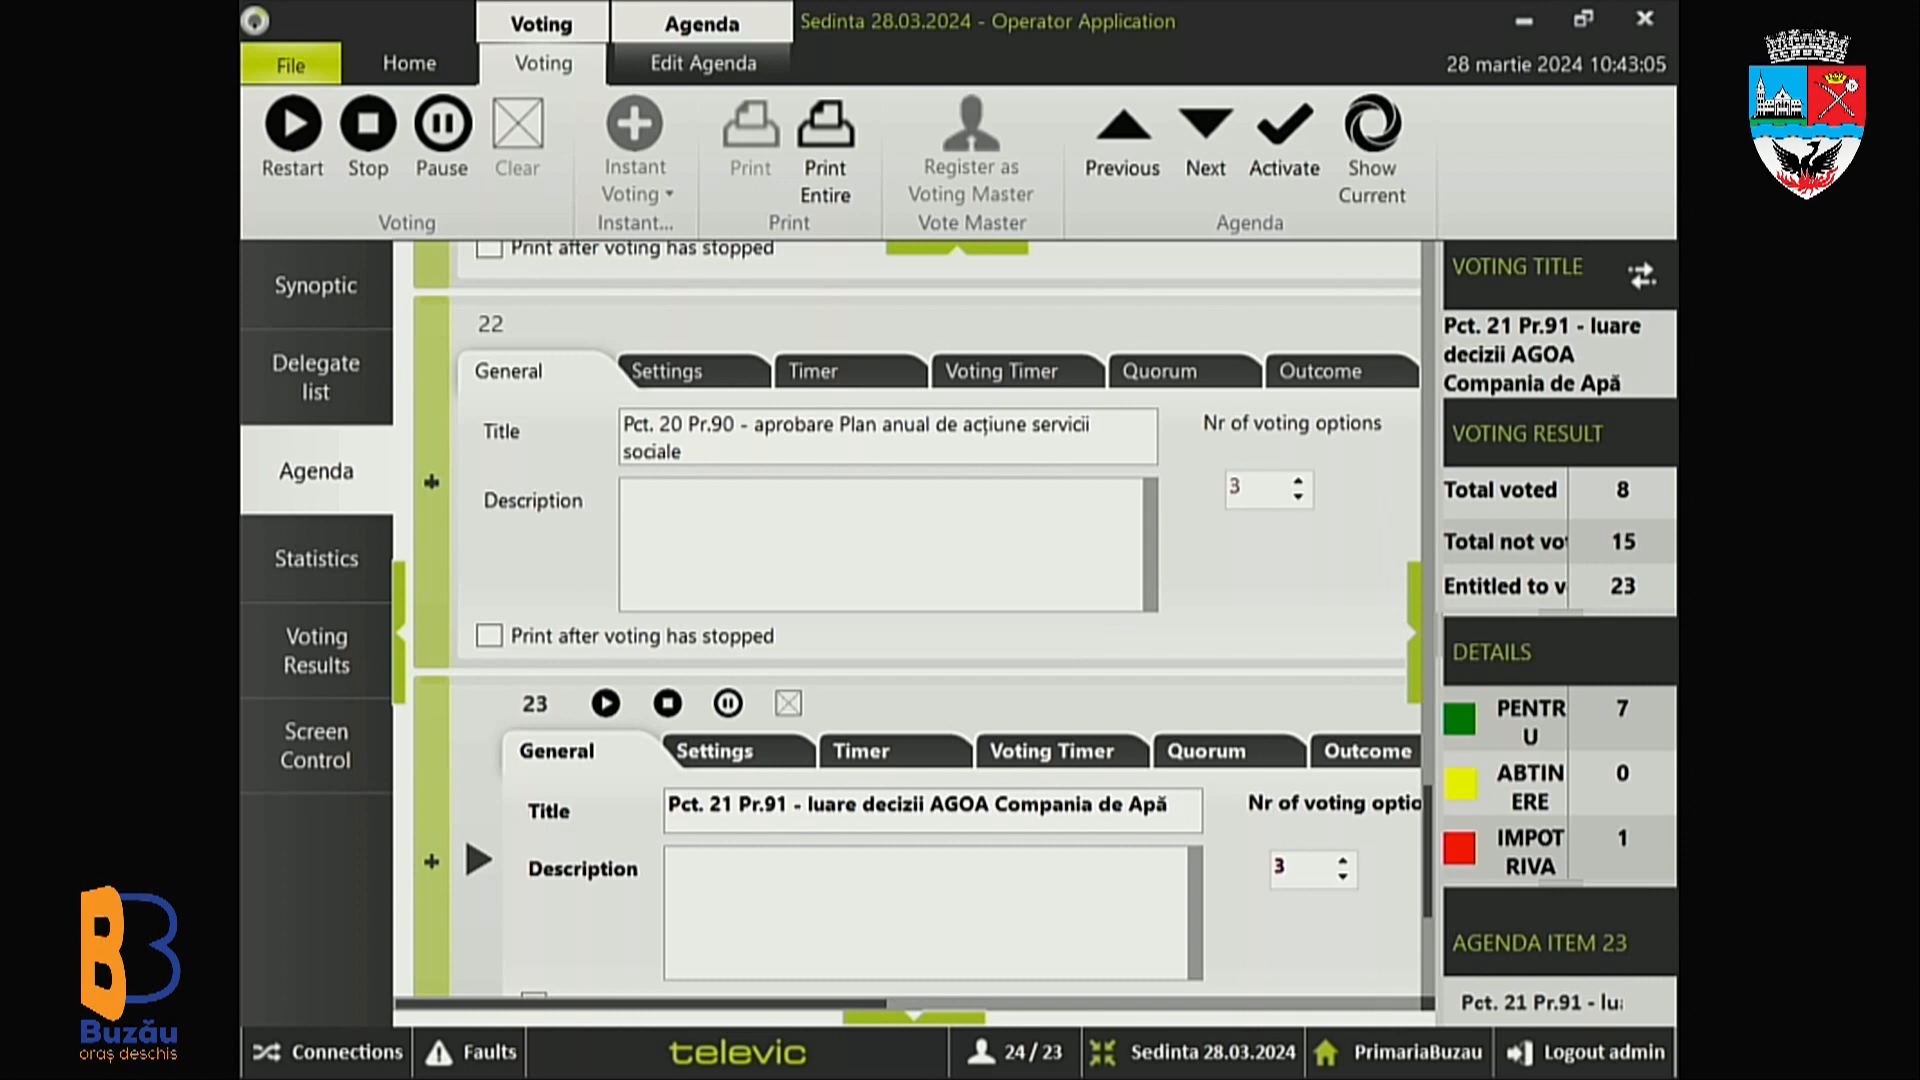 Voting
Agenda
Sedinta 28.03.2024 - Operator Application
File
Home
Voting
Edit Agenda
28 martie 2024 10:43:05
Restart
Stop
Pause
Clear
Instant
Voting
Print
Print
Entire
Register as
Voting Master
Previous
Next
Activate
Show
Current
Voting
Instant...
Print
Vote Master
Agenda
Synoptic
Delegate
list
Agenda
Statistics
Voting
Results
Screen
Control
Print after voting has stopped
22
General
Settings
Timer
Voting Timer
Quorum
Outcome
Title
Pct. 20 Pr.90 - aprobare Plan anual de acțiune servicii
sociale
Nr of voting options
3
Description
Print after voting has stopped
23
General
Settings
Timer
Voting Timer
Quorum
Outcome
Title
Pct. 21 Pr.91 - luare decizii AGOA Compania de Apă
Nr of voting optio
3
Description
VOTING TITLE
Pct. 21 Pr.91 - luare
decizii AGOA
Compania de Apă
VOTING RESULT
Total voted 8
Total not vo 15
Entitled to v 23
DETAILS
PENTR
U
7
ABTIN
ERE
0
IMPOT
RIVA
1
AGENDA ITEM 23
Pct. 21 Pr.91 - lu
Connections
Faults
televic
24 / 23
Sedinta 28.03.2024
PrimariaBuzau
Logout admin
Buzău
oraș deschis